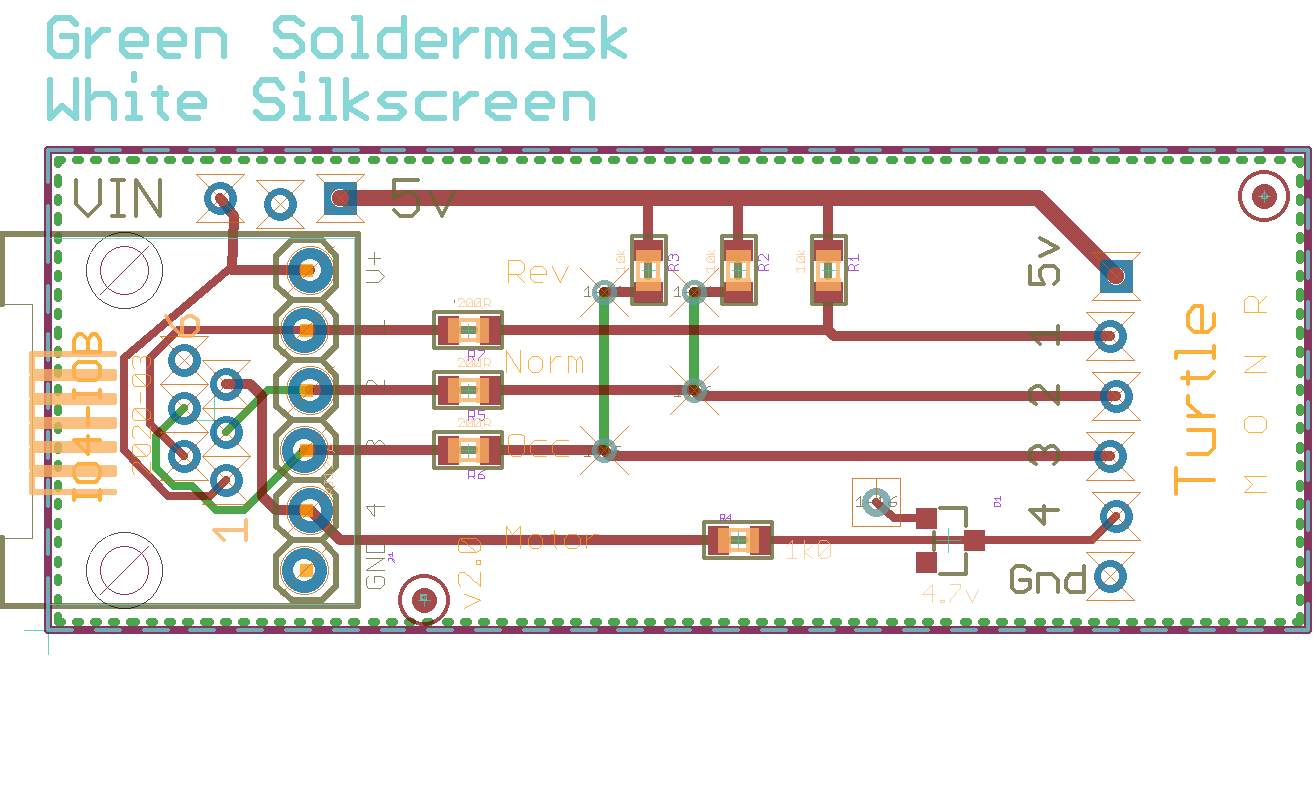 Green Soldermask
White Silkscreen
VIN
5v
V+
1
2
3
4
GND
J1
IO4-IOB
2020-03
6
1
Rev
Norm
Occ
Motor
v2.0
200R
R7
200R
R5
200R
R6
10k
R3
10k
R2
10k
R1
R4
1k0
D1
4.7v
5v
1
2
3
4
Gnd
Turtle
MONR